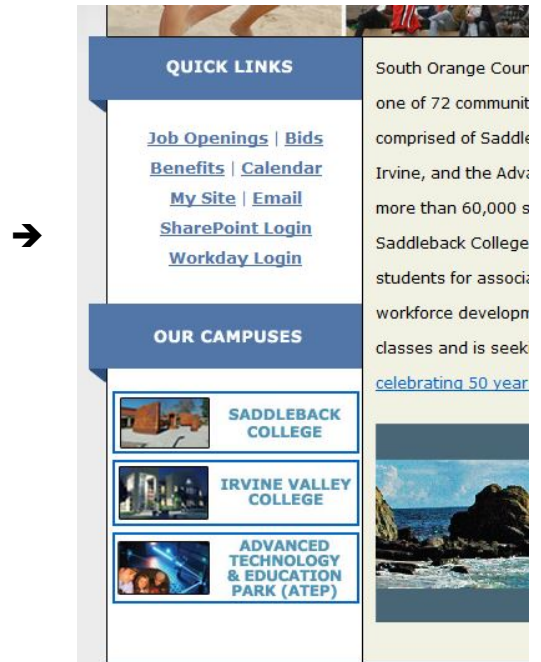 QUICK LINKS
Job Openings | Bids
Benefits | Calendar
My Site | Email
SharePoint Login
Workday Login
OUR CAMPUSES
SADDLEBACK
COLLEGE
IRVINE VALLEY
COLLEGE
ADVANCED
TECHNOLOGY
& EDUCATION
PARK (ATEP)
South Orange Coun
one of 72 communit
comprised of Saddle
Irvine, and the Adva
more than 60,000 s
Saddleback College
students for associa
workforce developm
classes and is seek
celebrating 50 year